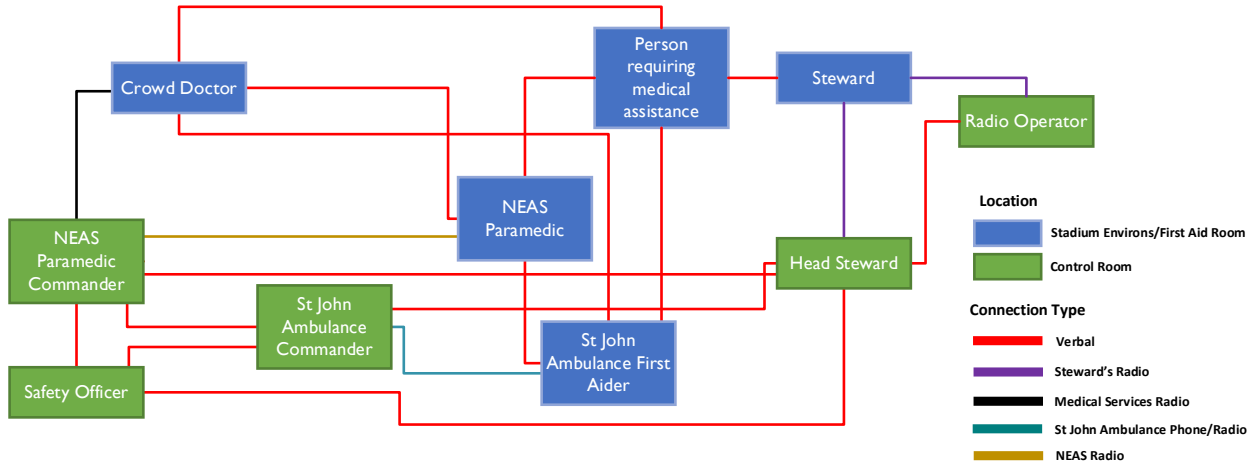 Crowd Doctor
Person
requiring
medical
assistance
Steward
Radio Operator
NEAS
Paramedic
NEAS
Paramedic
Commander
Head Steward
St John
Ambulance
Commander
St John
Ambulance First
Aider
Safety Officer
Location
Stadium Environs/First Aid Room
Control Room
Connection Type
Verbal
Steward's Radio
Medical Services Radio
St John Ambulance Phone/Radio
NEAS Radio